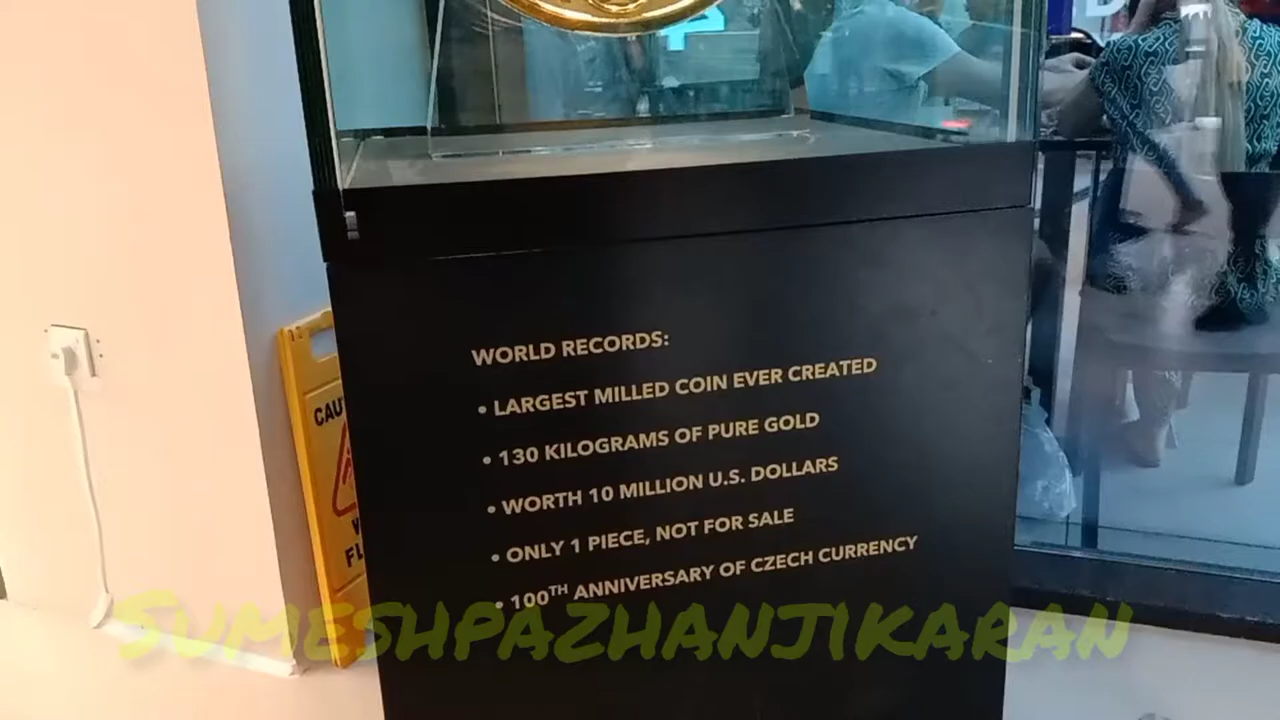 WORLD RECORDS:
• LARGEST MILLED COIN EVER CREATED
• 130 KILOGRAMS OF PURE GOLD
• WORTH 10 MILLION U.S. DOLLARS
• ONLY 1 PIECE, NOT FOR SALE
• 100TH ANNIVERSARY OF CZECH CURRENCY
SUMESHPAZHANJIKARAN